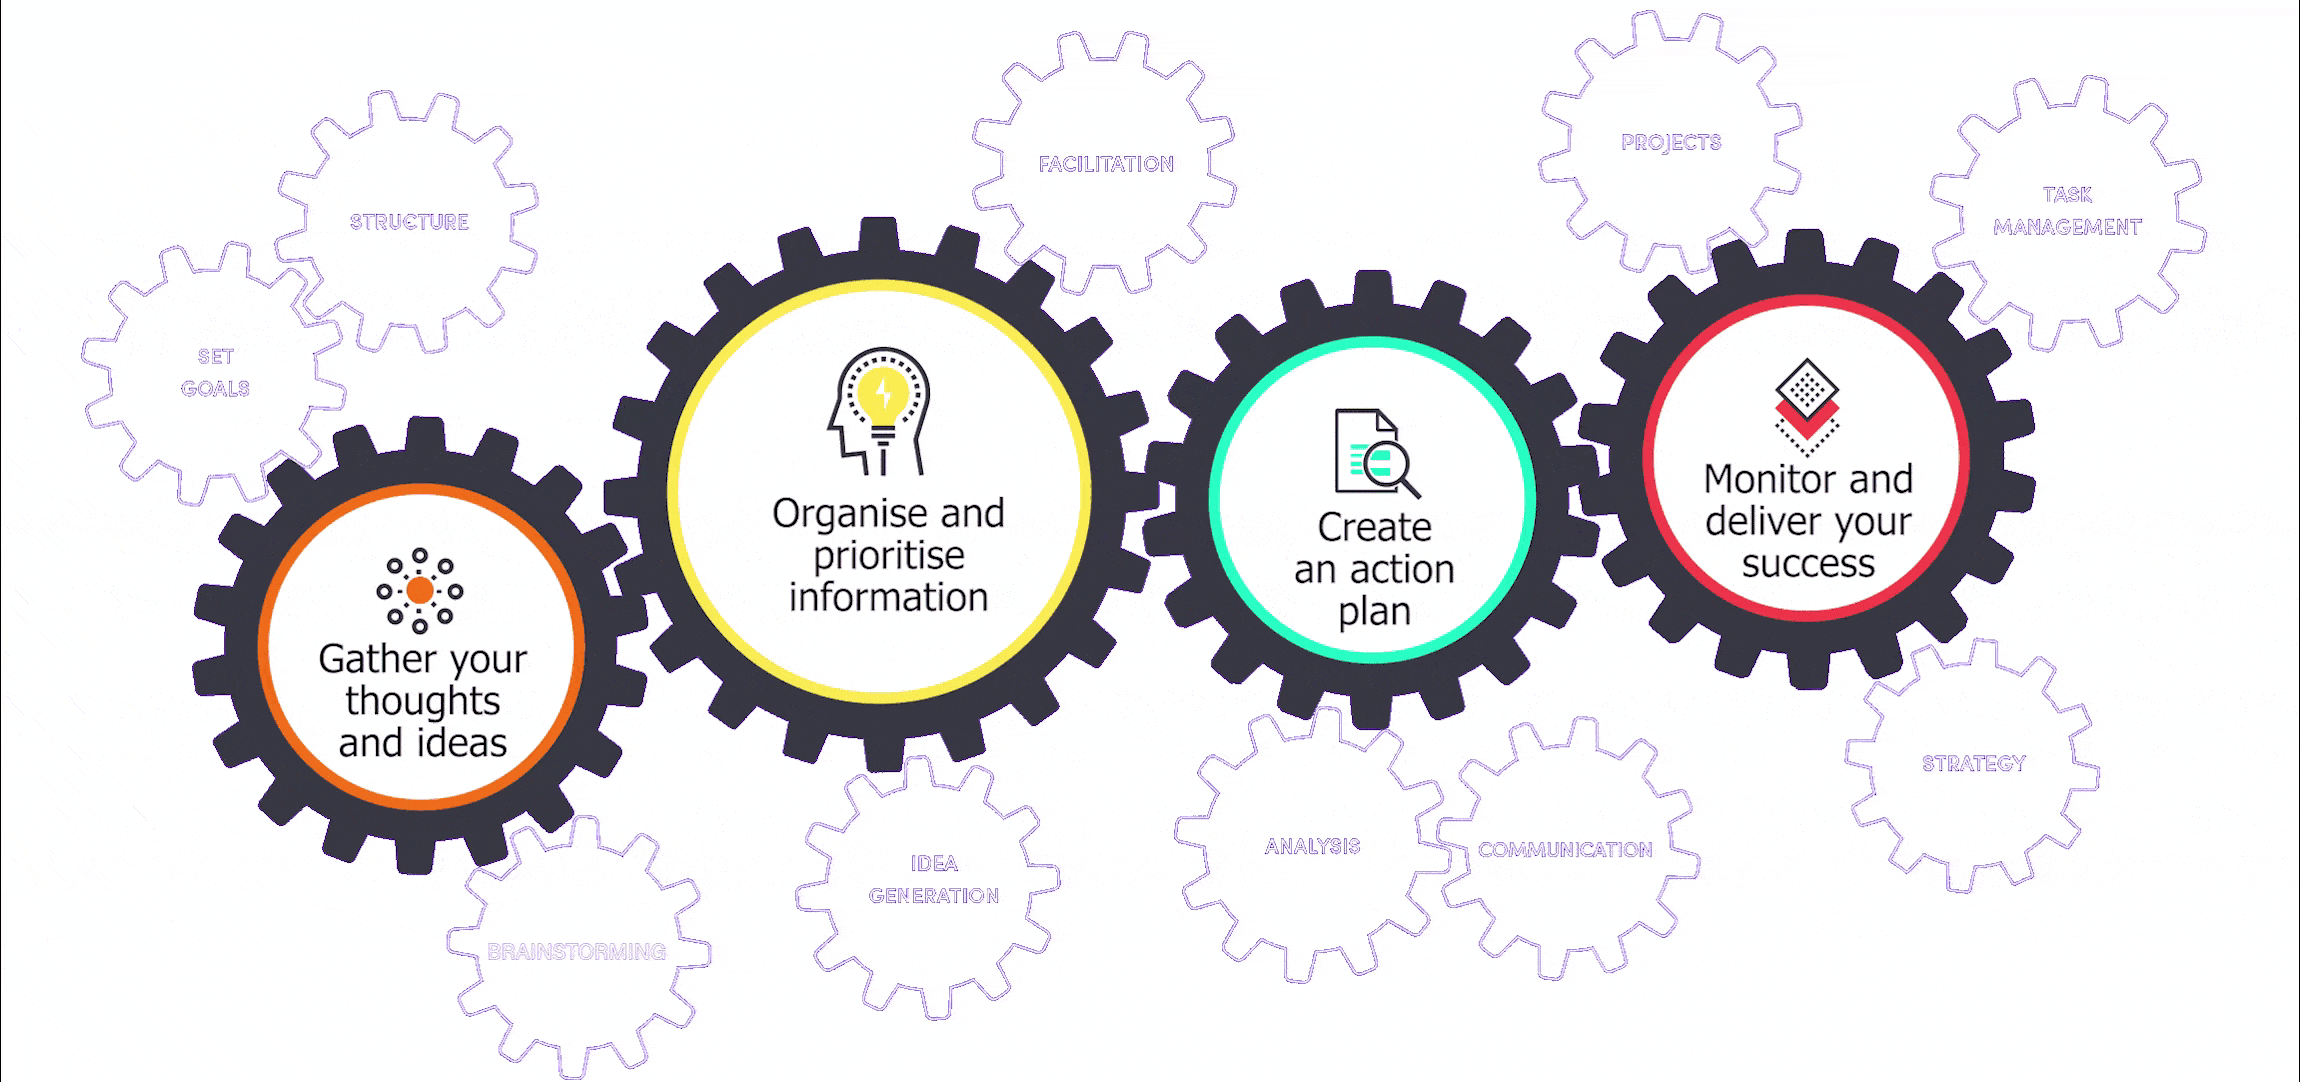 STRUCTURE
SET
GOALS
Gather your
thoughts
and ideas
BRAINSTORMING
FACILITATION
Organise and
prioritise
information
IDEA
GENERATION
Create
an action
plan
ANALYSIS
COMMUNICATION
PROJECTS
TASK
MANAGEMENT
Monitor and
deliver your
success
STRATEGY